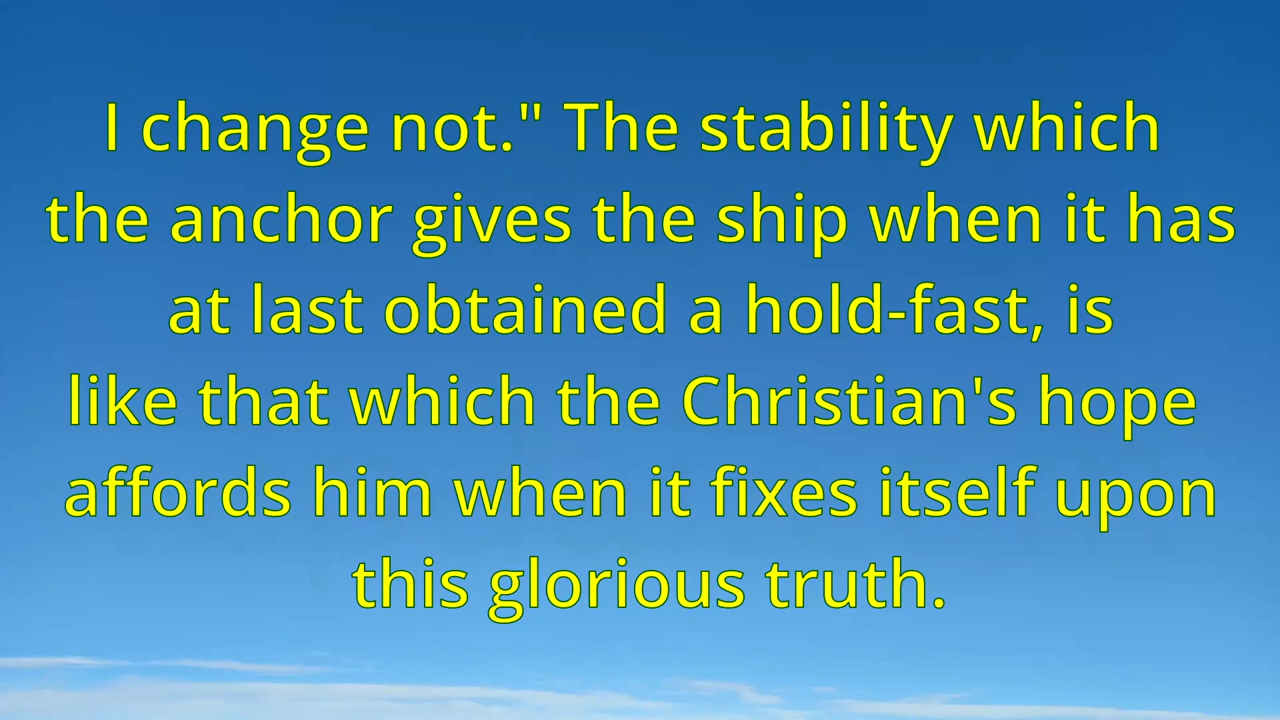 I change not." The stability which
the anchor gives the ship when it has
at last obtained a hold-fast, is
like that which the Christian's hope
affords him when it fixes itself upon
this glorious truth.